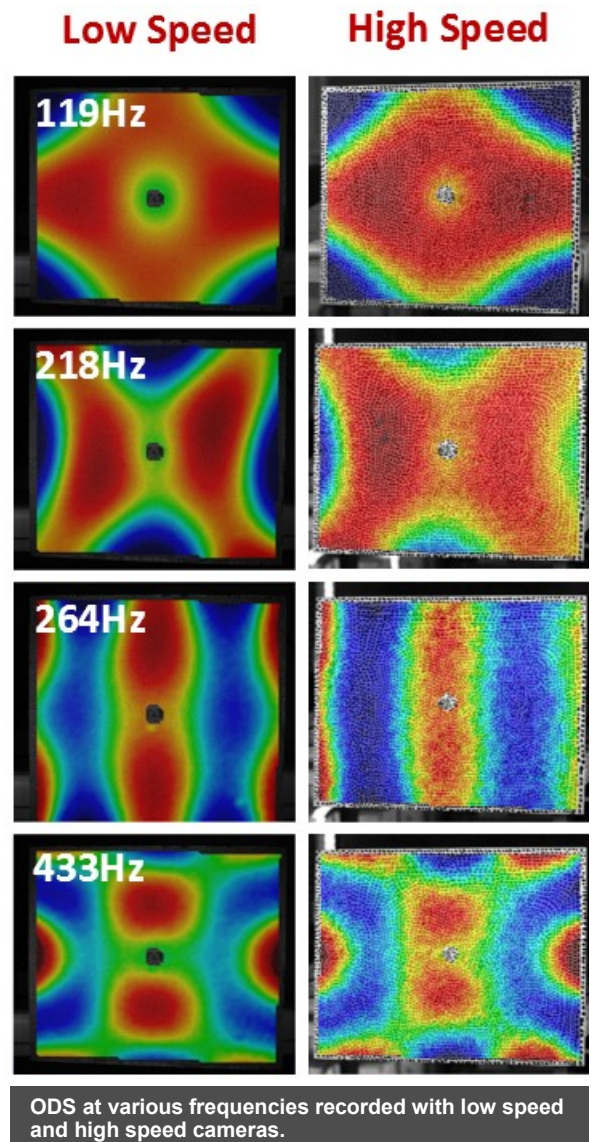 Low Speed High Speed
119Hz
218Hz
264Hz
433Hz
ODS at various frequencies recorded with low speed
and high speed cameras.